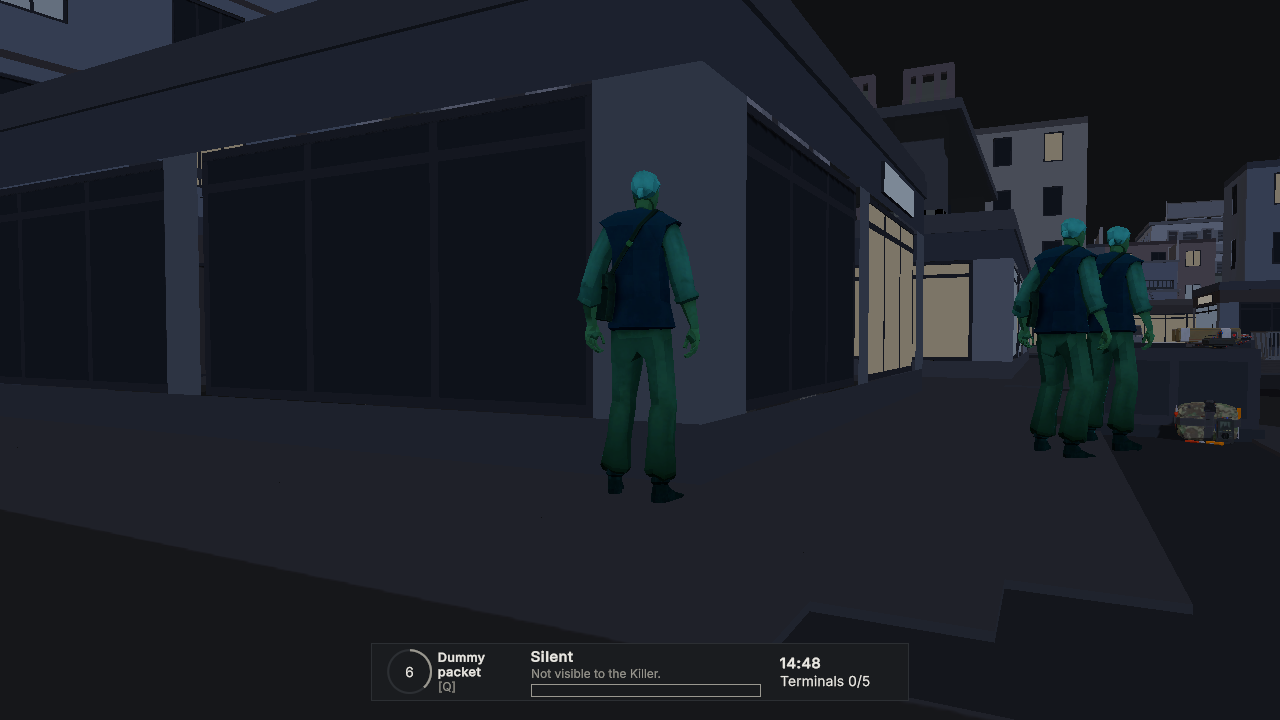 6
Dummy
packet
[Q]
Silent
Not visible to the Killer.
14:48
Terminals 0/5